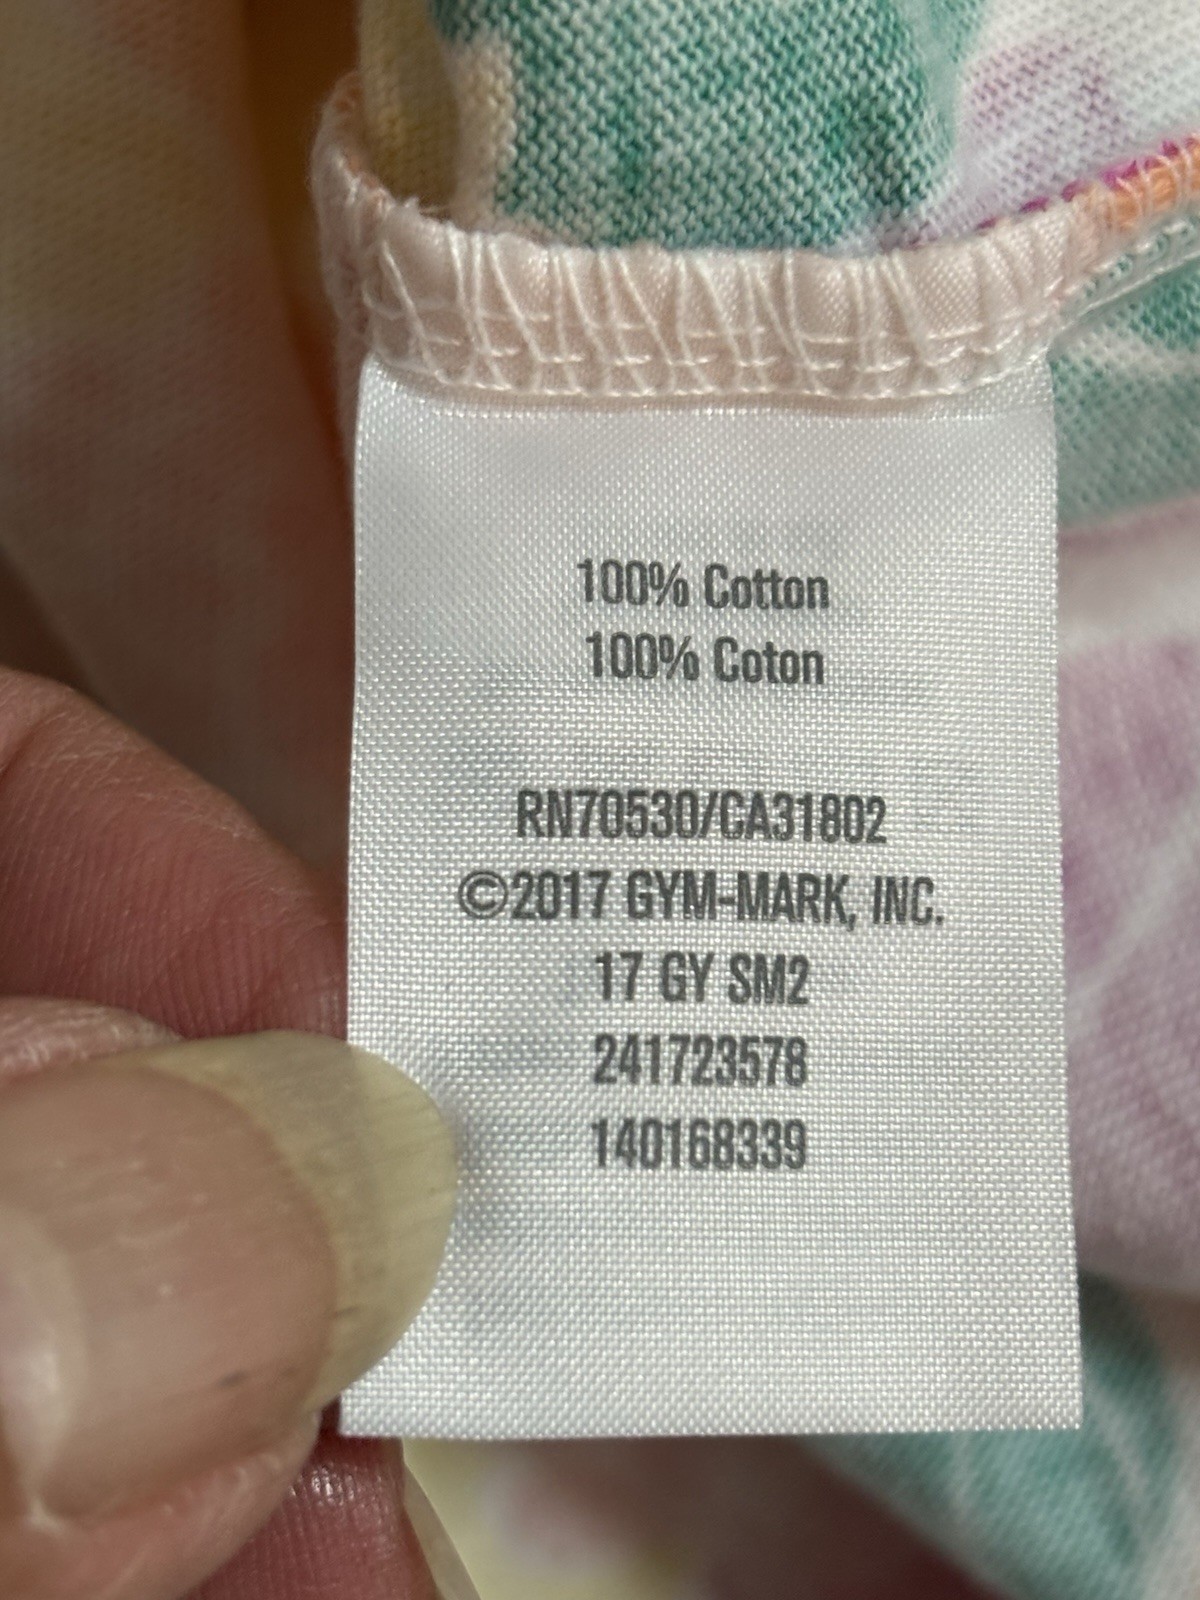 100% Cotton
100% Coton
RN70530/CA31802
©2017 GYM-MARK, INC.
17 GY SM2
241723578
140168339